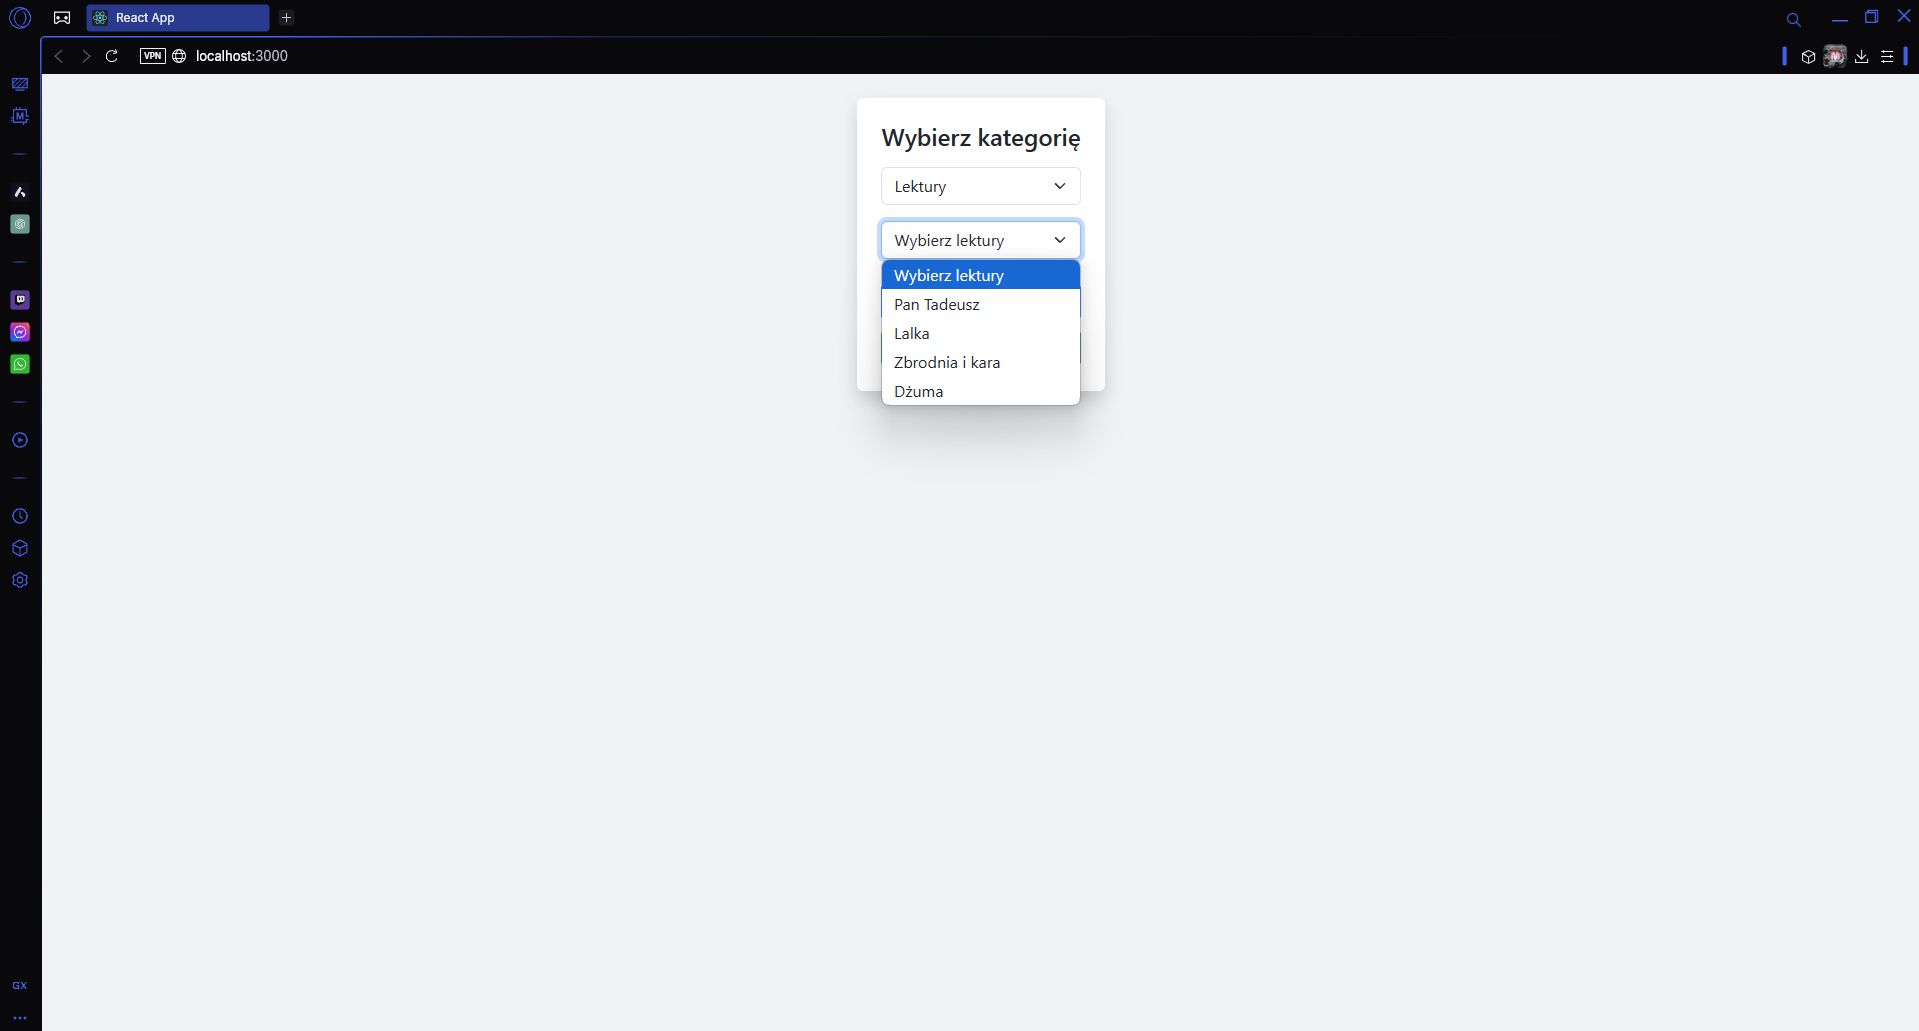 React App
VPN localhost:3000
Wybierz kategorię
Lektury
Wybierz lektury
Wybierz lektury
Pan Tadeusz
Lalka
Zbrodnia i kara
Dżuma
GX